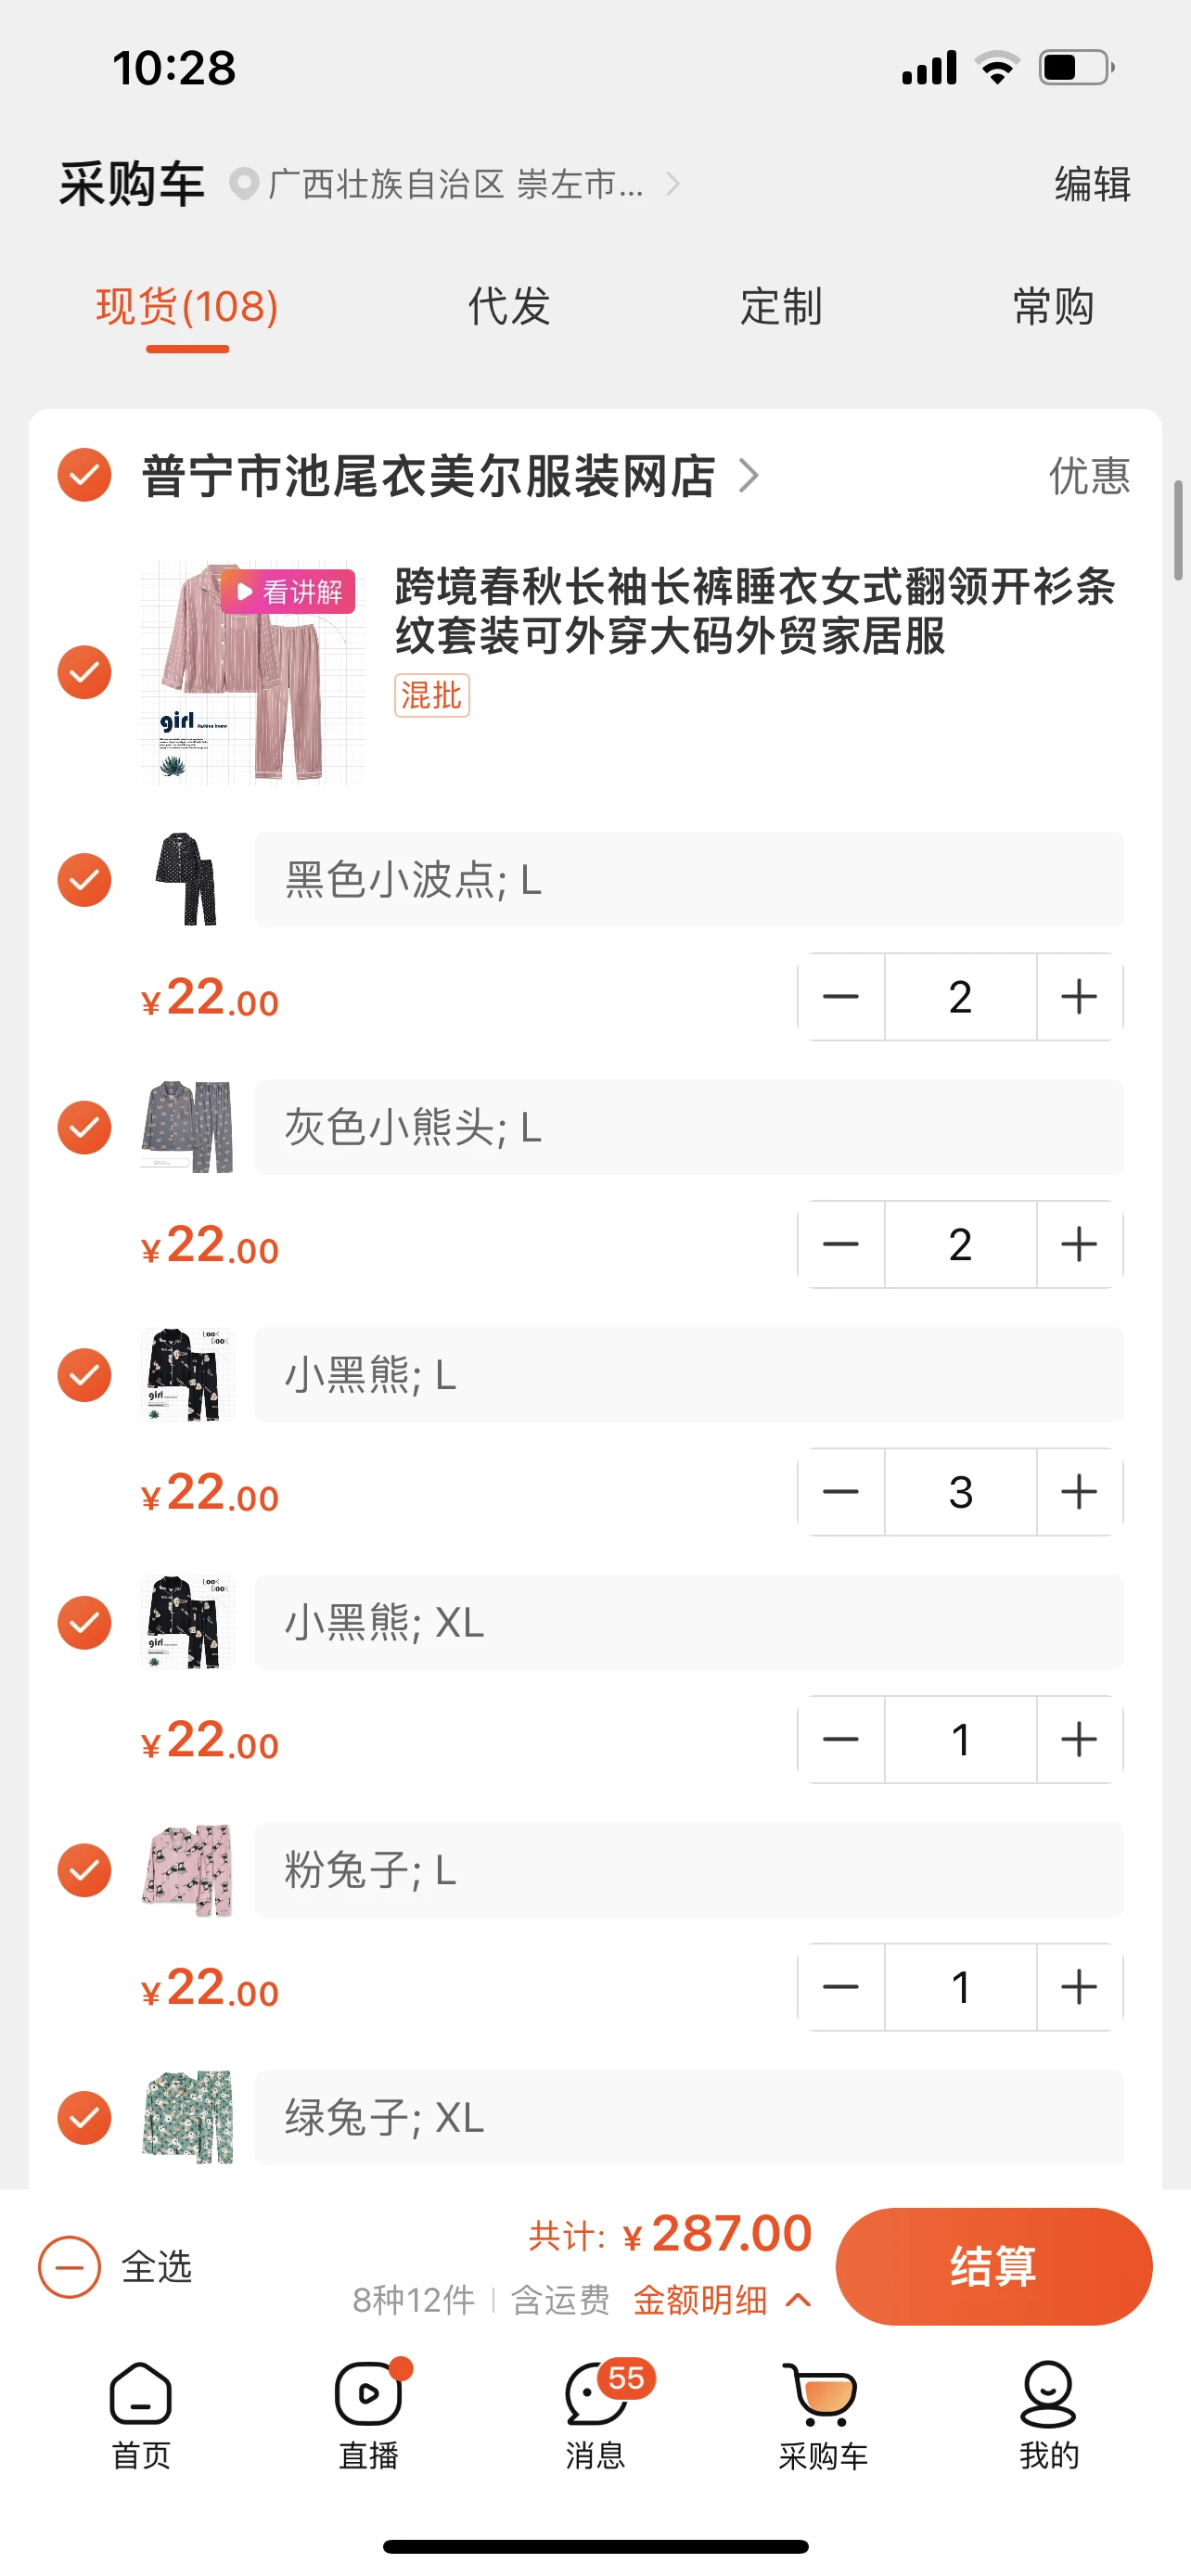 10:28
采购车 广西壮族自治区 崇左市... 编辑
现货(108) 代发 定制 常购
普宁市池尾衣美尔服装网店 优惠
看讲解
跨境春秋长袖长裤睡衣女式翻领开衫条
纹套装可外穿大码外贸家居服
混批
girl
黑色小波点; L
¥22.00 2
灰色小熊头; L
¥22.00 2
小黑熊; L
¥22.00 3
小黑熊; XL
¥22.00 1
粉兔子; L
¥22.00 1
绿兔子; XL
全选 共计: ¥287.00 结算
8种12件 含运费 金额明细
55
首页 直播 消息 采购车 我的